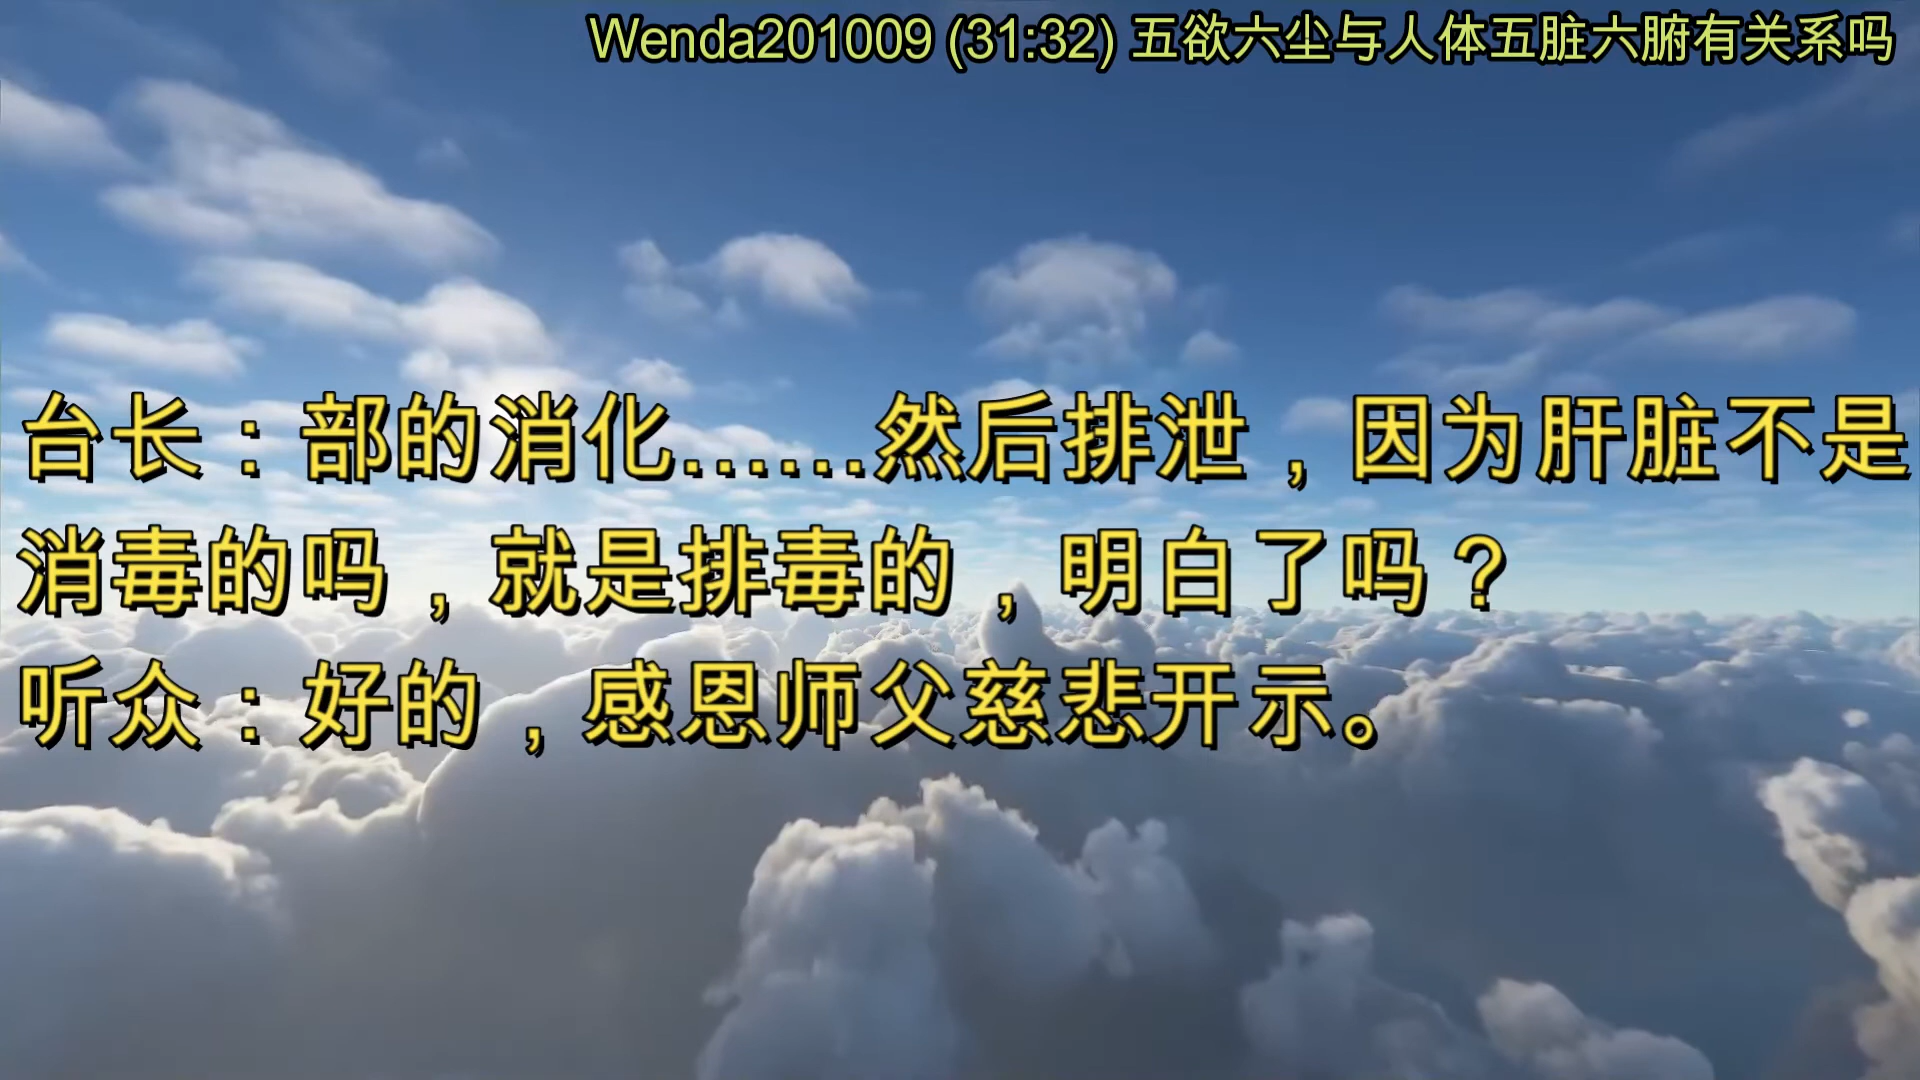 Wenda201009 (31:32) 五欲六尘与人体五脏六腑有关系吗
台长：部的消化……然后排泄，因为肝脏不是
消毒的吗，就是排毒的，明白了吗？
听众：好的，感恩师父慈悲开示。